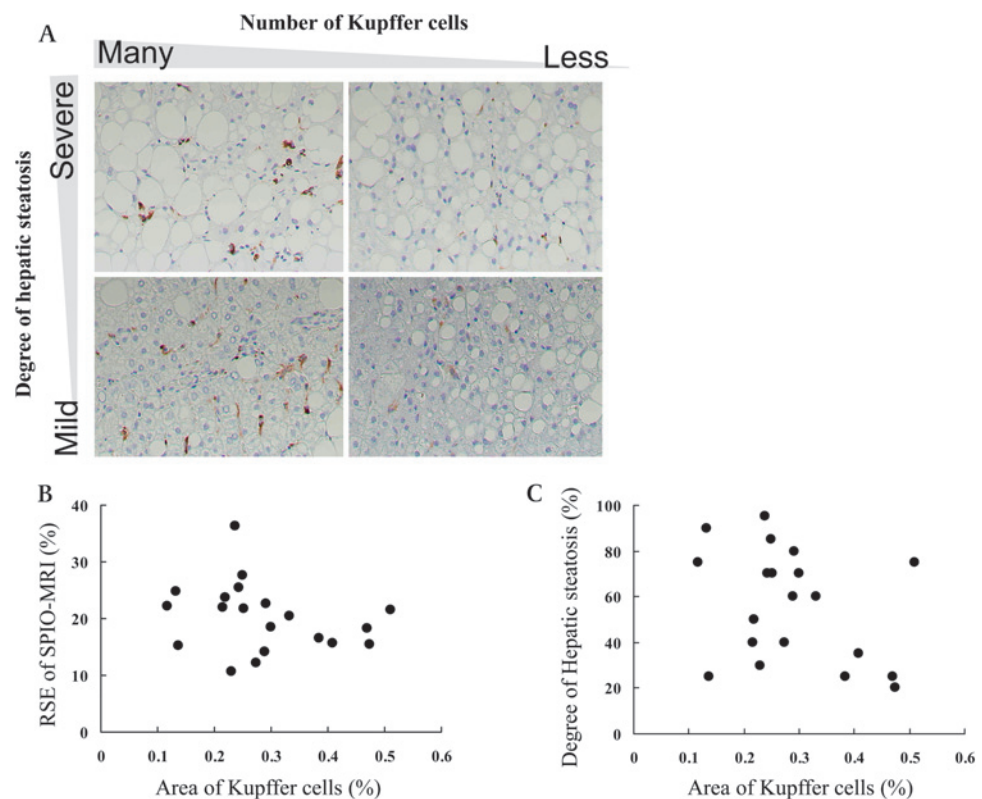 A
Number of Kupffer cells
Many
Less
Severe
Degree of hepatic steatosis
Mild
B
RSE of SPIO-MRI (%)
40
30
20
10
0
0 0.1 0.2 0.3 0.4 0.5 0.6
Area of Kupffer cells (%)
C
Degree of Hepatic steatosis (%)
100
80
60
40
20
0
0 0.1 0.2 0.3 0.4 0.5 0.6
Area of Kupffer cells (%)